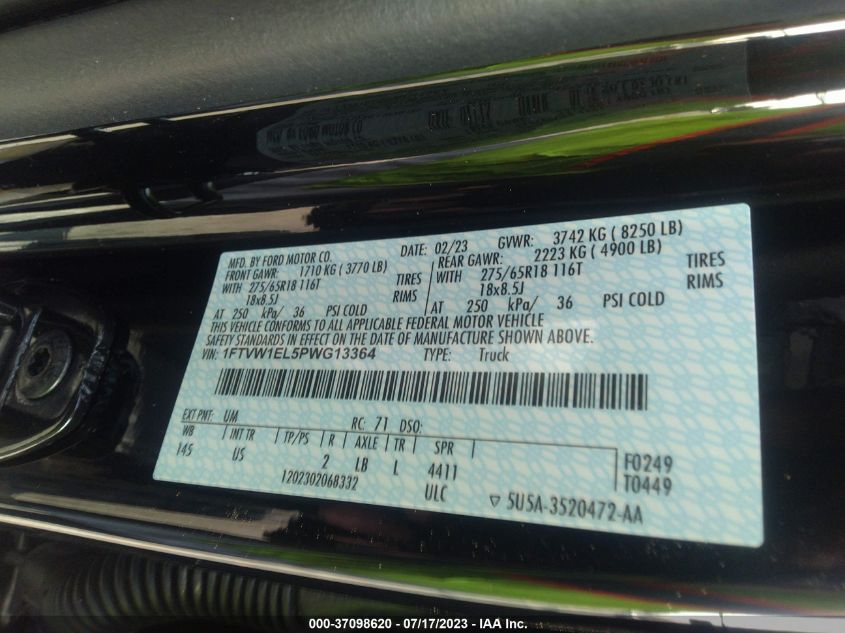 MFD. BY FORD MOTOR CO.
DATE: 02/23 GVWR: 3742 KG ( 8250 LB)
FRONT GAWR: 1710 KG ( 3770 LB)
REAR GAWR: 2223 KG ( 4900 LB)
WITH 275/65R18 116T TIRES
WITH 275/65R18 116T TIRES
18x8.5J RIMS
18x8.5J RIMS
AT 250 kPa/ 36 PSI COLD
AT 250 kPa/ 36 PSI COLD
THIS VEHICLE CONFORMS TO ALL APPLICABLE FEDERAL MOTOR VEHICLE
SAFETY STANDARDS IN EFFECT ON THE DATE OF MANUFACTURE SHOWN ABOVE.
VIN: 1FTVW1EL5PWG13364 TYPE: Truck
EXT PNT: UM RC: 71 DSO:
WB INT TR TP/PS R AXLE TR SPR
145 US 2 LB L 4411 F0249
1202302068332 ULC T0449
▽ 5U5A-3520472-AA
000-37098620 / 07/17/2023 - IAA Inc.